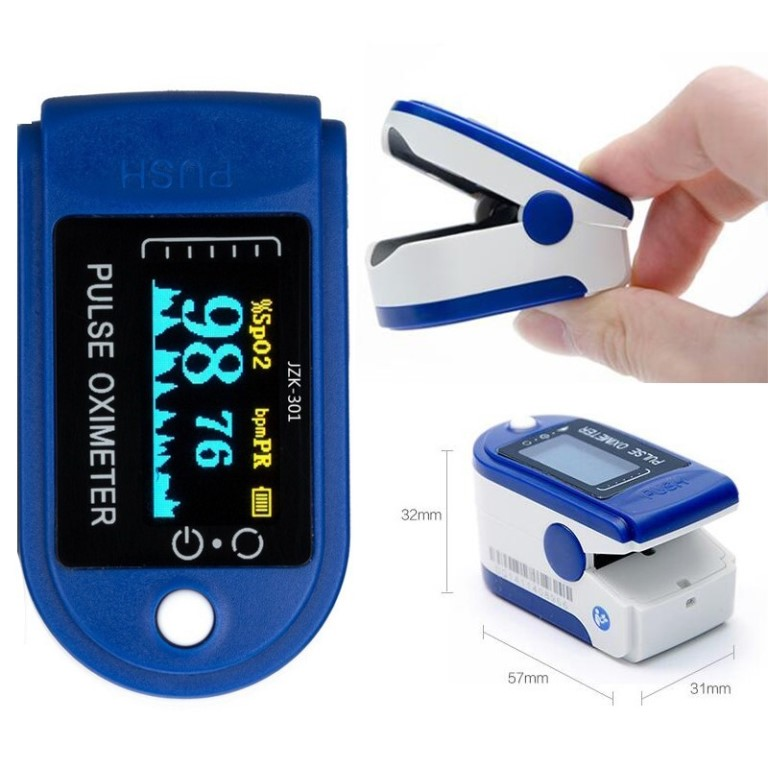 PUSH
PULSE OXIMETER
JZK-301
%SpO2
bpmPR
98
76
PULSE OXIMETER
PUSH
32mm
57mm
31mm